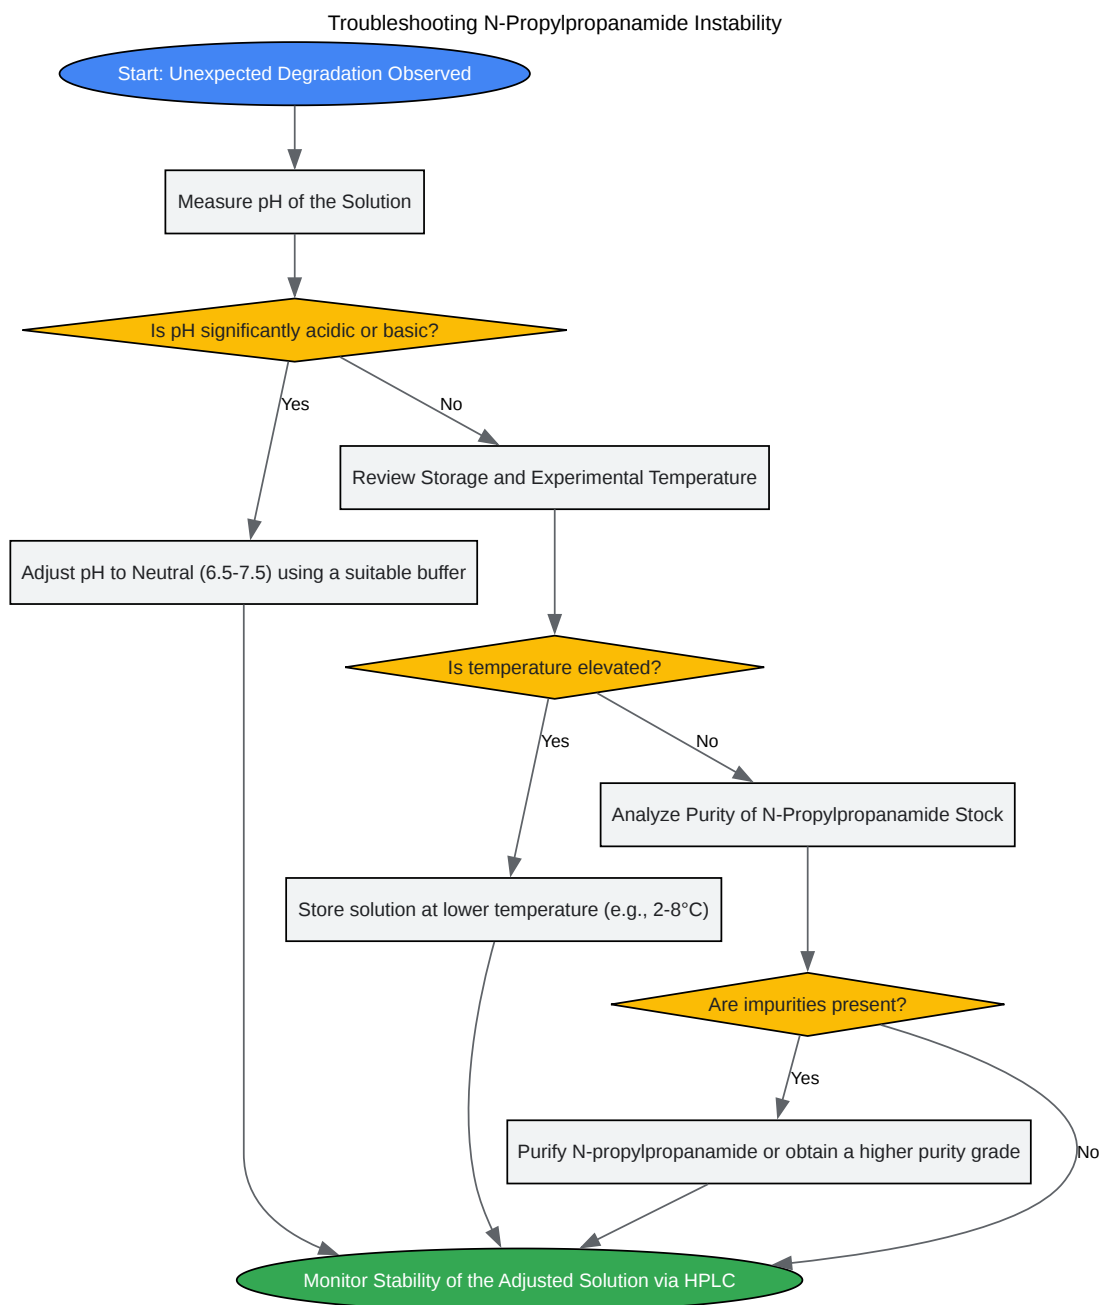 Troubleshooting N-Propylpropanamide Instability
Start: Unexpected Degradation Observed
Measure pH of the Solution
Is pH significantly acidic or basic?
Yes
No
Review Storage and Experimental Temperature
Adjust pH to Neutral (6.5-7.5) using a suitable buffer
Is temperature elevated?
Yes
No
Analyze Purity of N-Propylpropanamide Stock
Store solution at lower temperature (e.g., 2-8°C)
Are impurities present?
Yes
Purify N-propylpropanamide or obtain a higher purity grade
No
Monitor Stability of the Adjusted Solution via HPLC